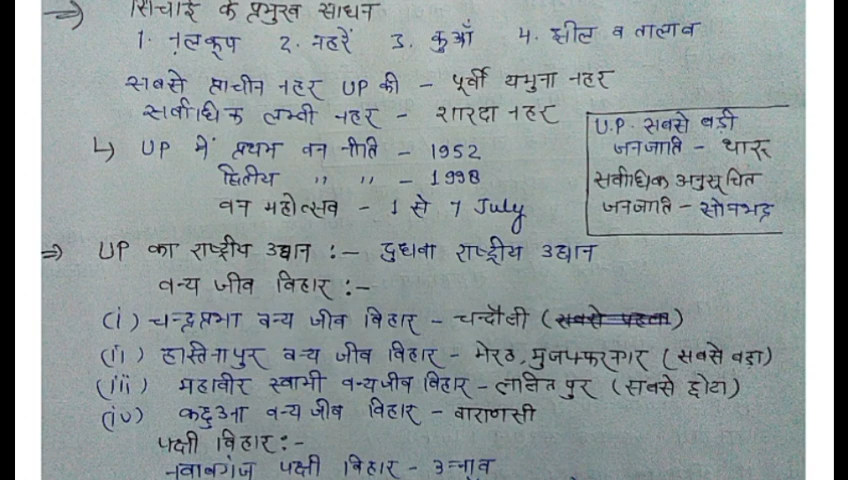 ⇒ सिंचाई के प्रमुख साधन
1. नलकूप 2. नहरें 3. कुआँ 4. झील व तालाब
सबसे प्राचीन नहर UP की – पूर्वी यमुना नहर
सर्वाधिक लम्बी नहर – शारदा नहर
U.P. सबसे बड़ी
जनजाति – थारू
सर्वाधिक अनुसूचित
जनजाति – सोनभद्र
↳ UP में प्रथम वन नीति – 1952
द्वितीय " " – 1998
वन महोत्सव – 1 से 7 July
⇒ UP का राष्ट्रीय उद्यान :– दुधवा राष्ट्रीय उद्यान
वन्य जीव विहार :–
(i) चन्द्रप्रभा वन्य जीव विहार – चन्दौली (सबसे पहला)
(ii) हास्तिनापुर वन्य जीव विहार – मेरठ, मुजफ्फरनगर (सबसे बड़ा)
(iii) महावीर स्वामी वन्यजीव विहार – ललितपुर (सबसे छोटा)
(iv) कछुआ वन्य जीव विहार – वाराणसी
पक्षी विहार :–
नवाबगंज पक्षी विहार – उन्नाव